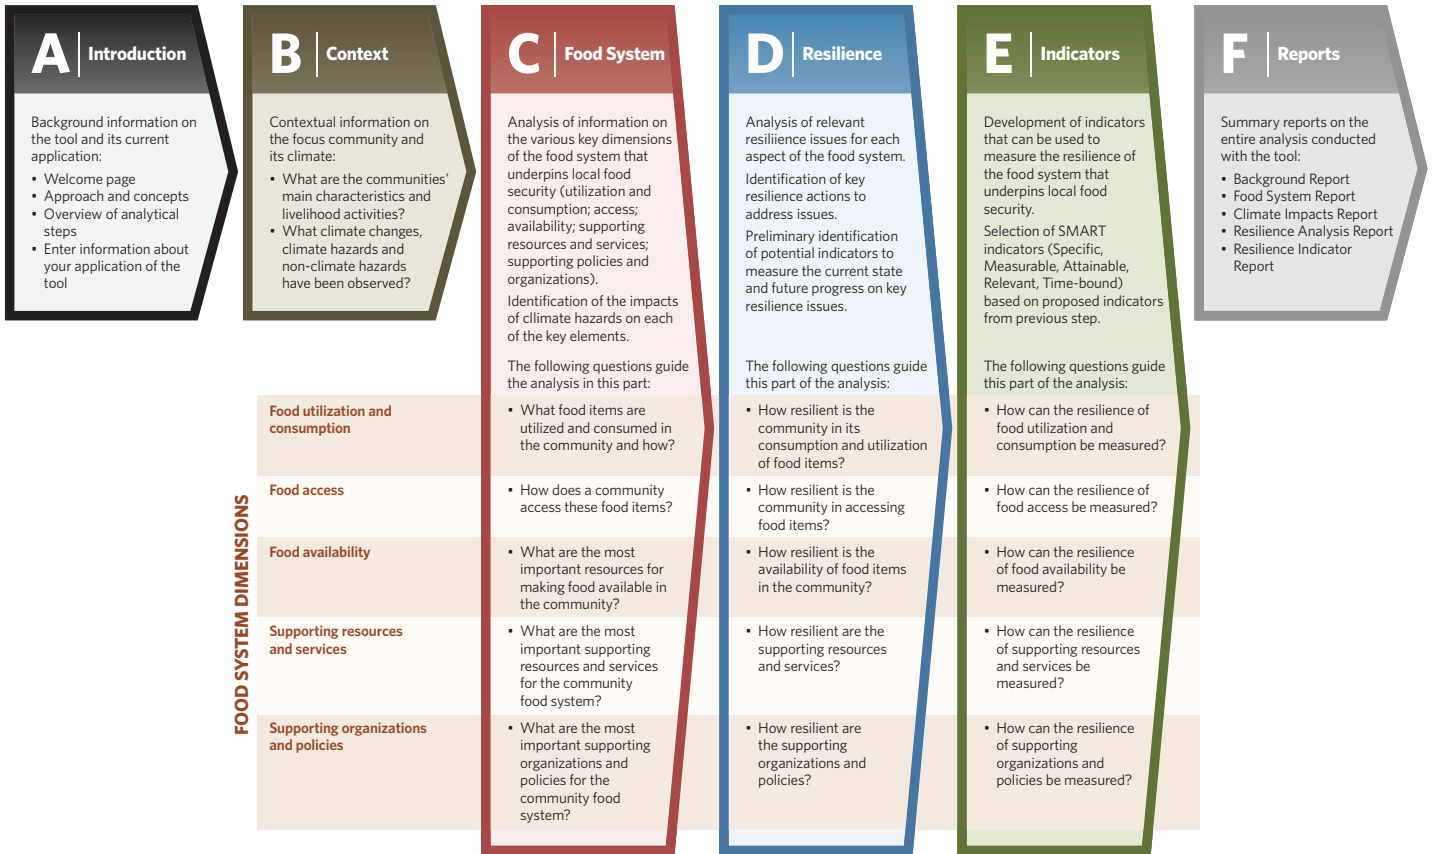 A Introduction
Background information on
the tool and its current
application:
• Welcome page
• Approach and concepts
• Overview of analytical
steps
• Enter information about
your application of the
tool
B Context
Contextual information on
the focus community and
its climate:
• What are the communities’
main characteristics and
livelihood activities?
• What climate changes,
climate hazards and
non-climate hazards
have been observed?
C Food System
Analysis of information on
the various key dimensions
of the food system that
underpins local food
security (utilization and
consumption; access;
availability; supporting
resources and services;
supporting policies and
organizations).
Identification of the impacts
of cllimate hazards on each
of the key elements.
The following questions guide
the analysis in this part:
D Resilience
Analysis of relevant
resiliience issues for each
aspect of the food system.
Identification of key
resilience actions to
address issues.
Preliminary identification
of potential indicators to
measure the current state
and future progress on key
resilience issues.
The following questions guide
this part of the analysis:
E Indicators
Development of indicators
that can be used to
measure the resilience of
the food system that
underpins local food
security.
Selection of SMART
indicators (Specific,
Measurable, Attainable,
Relevant, Time-bound)
based on proposed indicators
from previous step.
The following questions guide
this part of the analysis:
F Reports
Summary reports on the
entire analysis conducted
with the tool:
• Background Report
• Food System Report
• Climate Impacts Report
• Resilience Analysis Report
• Resilience Indicator
Report
FOOD SYSTEM DIMENSIONS
Food utilization and
consumption
• What food items are
utilized and consumed in
the community and how?
• How resilient is the
community in its
consumption and utilization
of food items?
• How can the resilience of
food utilization and
consumption be measured?
Food access
• How does a community
access these food items?
• How resilient is the
community in accessing
food items?
• How can the resilience of
food access be measured?
Food availability
• What are the most
important resources for
making food available in
the community?
• How resilient is the
availability of food items
in the community?
• How can the resilience
of food availability be
measured?
Supporting resources
and services
• What are the most
important supporting
resources and services
for the community
food system?
• How resilient are the
supporting resources
and services?
• How can the resilience
of supporting resources
and services be
measured?
Supporting organizations
and policies
• What are the most
important supporting
organizations and
policies for the
community food
system?
• How resilient are
the supporting
organizations and
policies?
• How can the resilience
of supporting
organizations and
policies be measured?